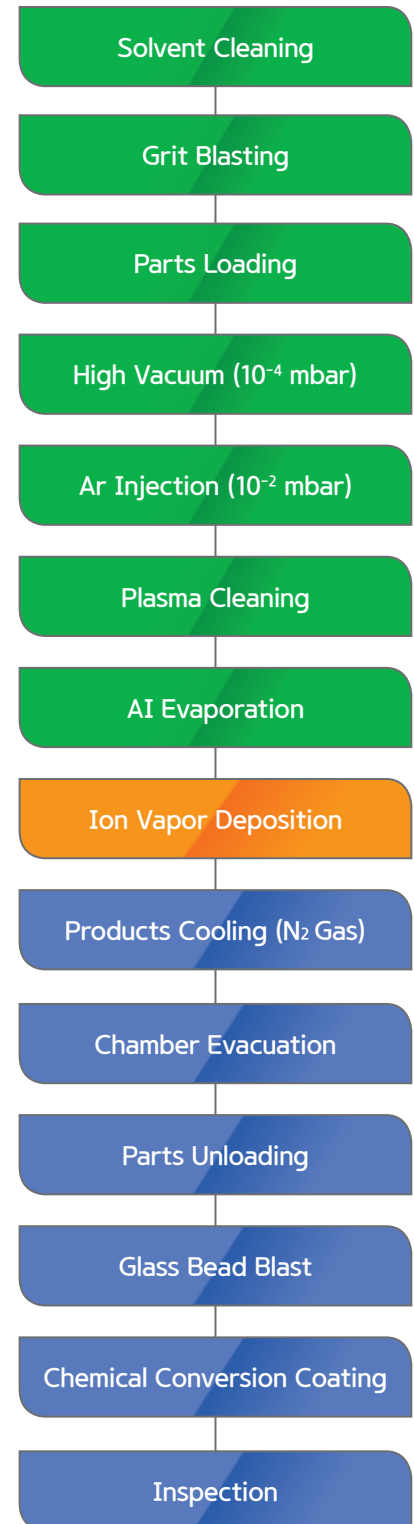 Solvent Cleaning
Grit Blasting
Parts Loading
High Vacuum (10⁻⁴ mbar)
Ar Injection (10⁻² mbar)
Plasma Cleaning
AI Evaporation
Ion Vapor Deposition
Products Cooling (N₂ Gas)
Chamber Evacuation
Parts Unloading
Glass Bead Blast
Chemical Conversion Coating
Inspection